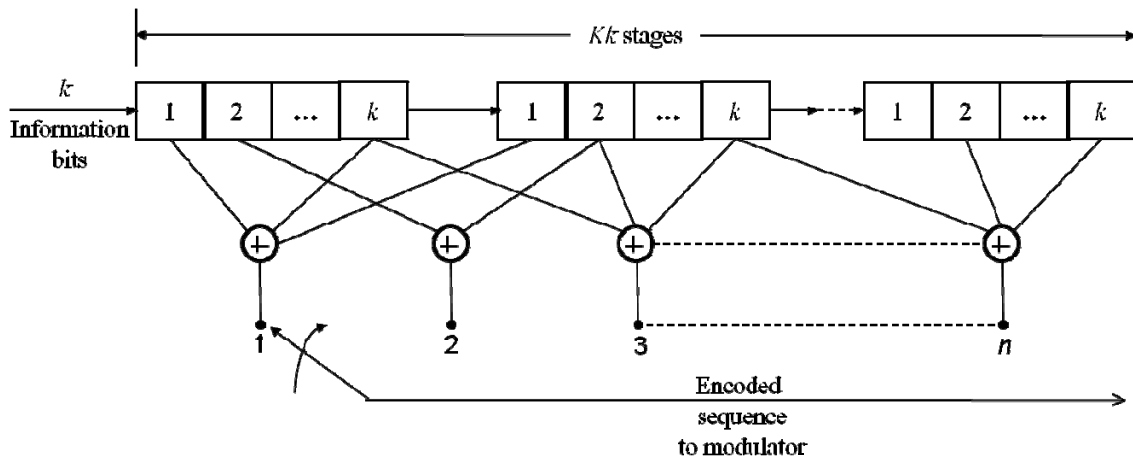 Kk stages
k
Information
bits
1 2 ... k
1 2 ... k
1 2 ... k
+ + + +
1 2 3 n
Encoded
sequence
to modulator